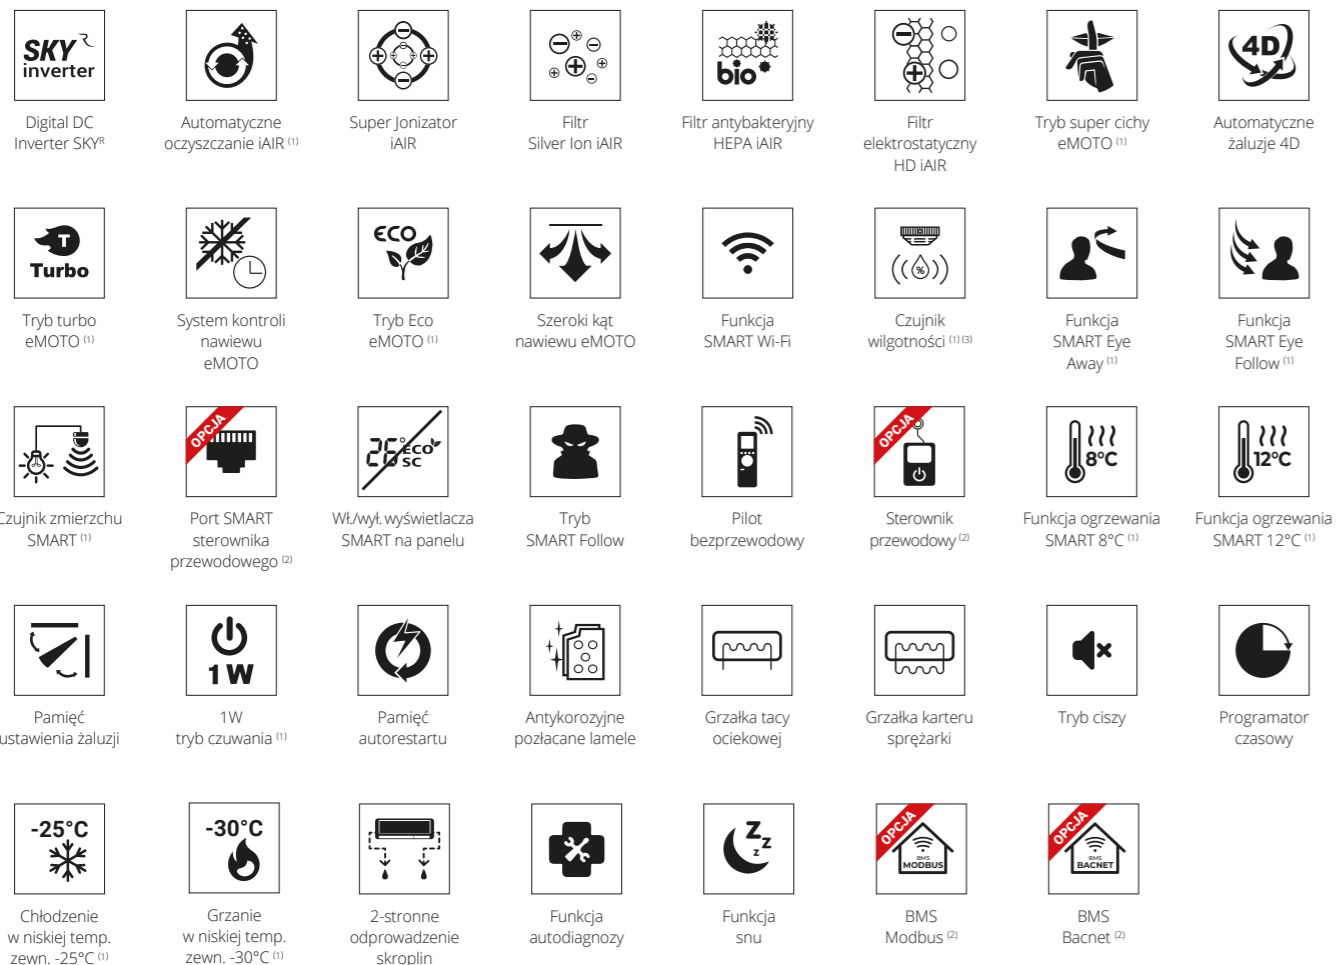 SKY R
inverter
Digital DC
Inverter SKYR
Automatyczne
oczyszczanie iAIR (1)
Super Jonizator
iAIR
Filtr
Silver Ion iAIR
bio
Filtr antybakteryjny
HEPA iAIR
Filtr
elektrostatyczny
HD iAIR
Tryb super cichy
eMOTO (1)
4D
Automatyczne
żaluzje 4D
T
Turbo
Tryb turbo
eMOTO (1)
System kontroli
nawiewu
eMOTO
ECO
Tryb Eco
eMOTO (1)
Szeroki kąt
nawiewu eMOTO
Funkcja
SMART Wi-Fi
%
Czujnik
wilgotności (1) (3)
Funkcja
SMART Eye
Away (1)
Funkcja
SMART Eye
Follow (1)
Czujnik zmierzchu
SMART (1)
OPCJA
Port SMART
sterownika
przewodowego (2)
26° ECO
SC
Wł./wył. wyświetlacza
SMART na panelu
Tryb
SMART Follow
Pilot
bezprzewodowy
OPCJA
Sterownik
przewodowy (2)
8°C
Funkcja ogrzewania
SMART 8°C (1)
12°C
Funkcja ogrzewania
SMART 12°C (1)
Pamięć
ustawienia żaluzji
1W
1W
tryb czuwania (1)
Pamięć
autorestartu
Antykorozyjne
pozłacane lamele
Grzałka tacy
ociekowej
Grzałka karteru
sprężarki
Tryb ciszy
Programator
czasowy
-25°C
Chłodzenie
w niskiej temp.
zewn. -25°C (1)
-30°C
Grzanie
w niskiej temp.
zewn. -30°C (1)
2-stronne
odprowadzenie
skroplin
Funkcja
autodiagnozy
Z Z z
Funkcja
snu
OPCJA
BMS
MODBUS
BMS
Modbus (2)
OPCJA
BMS
BACNET
BMS
Bacnet (2)